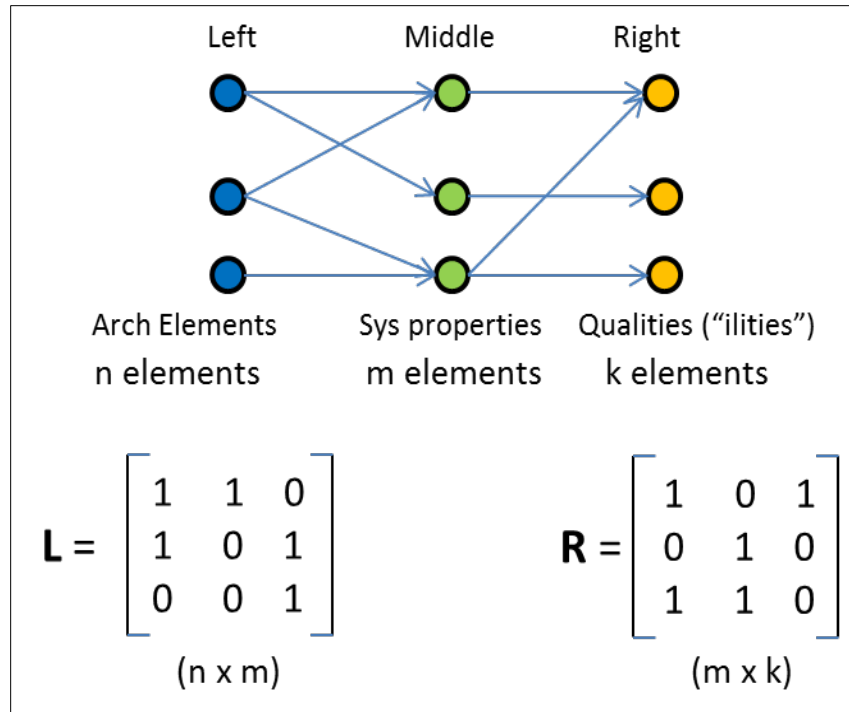 Left Middle Right
Arch Elements Sys properties Qualities (“ilities”)
n elements m elements k elements
L = 1 1 0 R = 1 0 1
1 0 1 0 1 0
0 0 1 1 1 0
(n x m) (m x k)